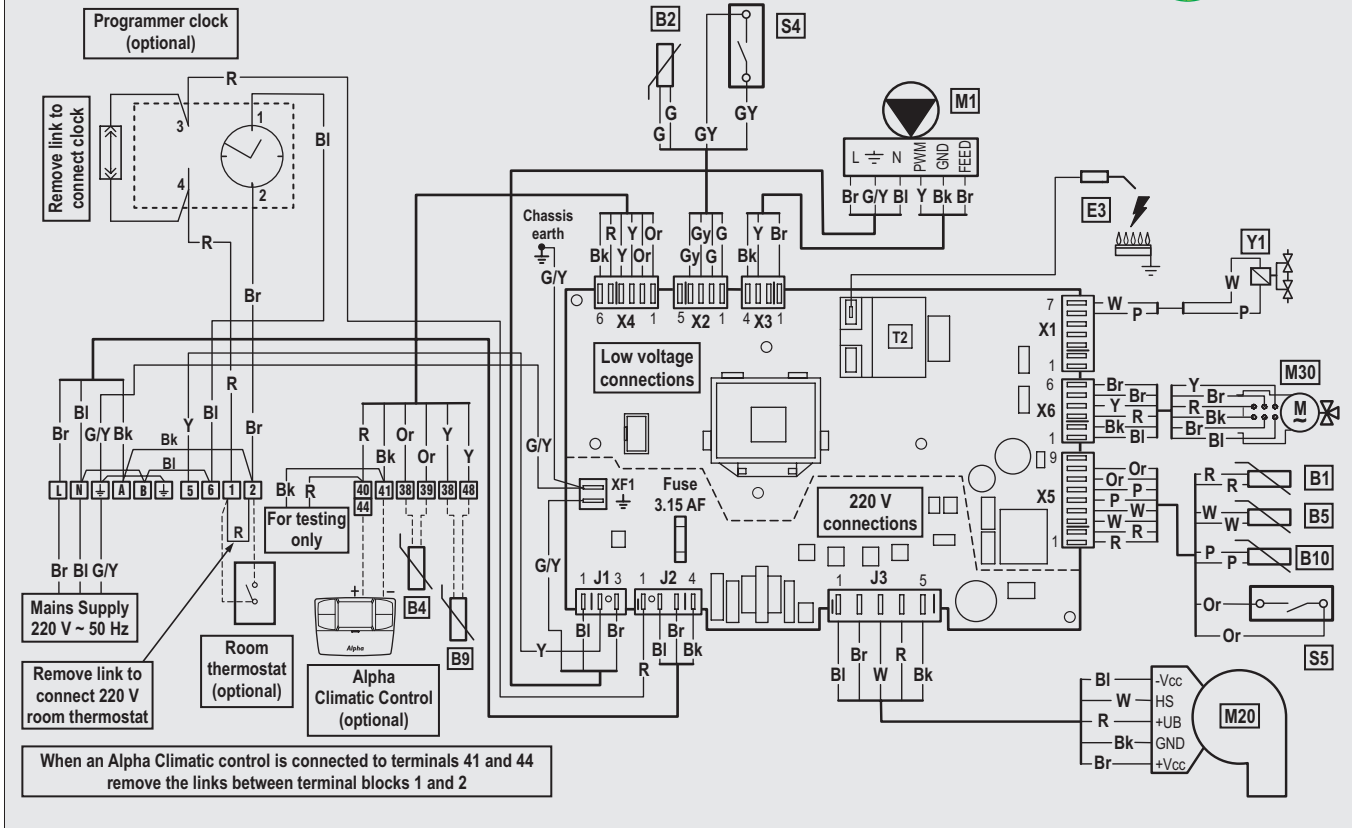 Programmer clock
(optional)
Remove link to
connect clock
R
3
4
1
2
Bl
R
Br
B2
S4
G
G
GY
GY
M1
L N PWM GND FEED
Br G/Y Bl Y Bk Br
E3
Y1
W
P
Chassis
earth
G/Y
R Y Or
Bk Y Or
Gy G
Gy G
Y Br
Bk
6 X4 1
5 X2 1
4 X3 1
Low voltage
connections
T2
7
W
P
X1
1
6
Br
Br
Y
R
Bk
Bl
X6
1
Y
Br
R
Bk
Br
Bl
M
~
M30
9
Or
Or
P
P
W
W
R
R
X5
1
R
R
B1
W
W
B5
P
P
B10
Or
Or
S5
Br
Bl
G/Y
Bk
Y
Bl
R
Br
Bk
Bl
L N A B 5 6 1 2
R
Bk
R
For testing
only
R
Bk
Or
Or
Y
Y
40 41 38 39 38 48
44
G/Y
XF1
Fuse
3.15 AF
220 V
connections
G/Y
1 J1 3
1 J2 4
1 J3 5
Bl
Br
Y
R
Br
Bl Bk
Br R
Bl W Bk
Br Bl G/Y
Mains Supply
220 V ~ 50 Hz
Remove link to
connect 220 V
room thermostat
Room
thermostat
(optional)
+ –
Alpha
Alpha
Climatic Control
(optional)
B4
B9
Bl -Vcc
W HS
R +UB
Bk GND
Br +Vcc
M20
When an Alpha Climatic control is connected to terminals 41 and 44
remove the links between terminal blocks 1 and 2